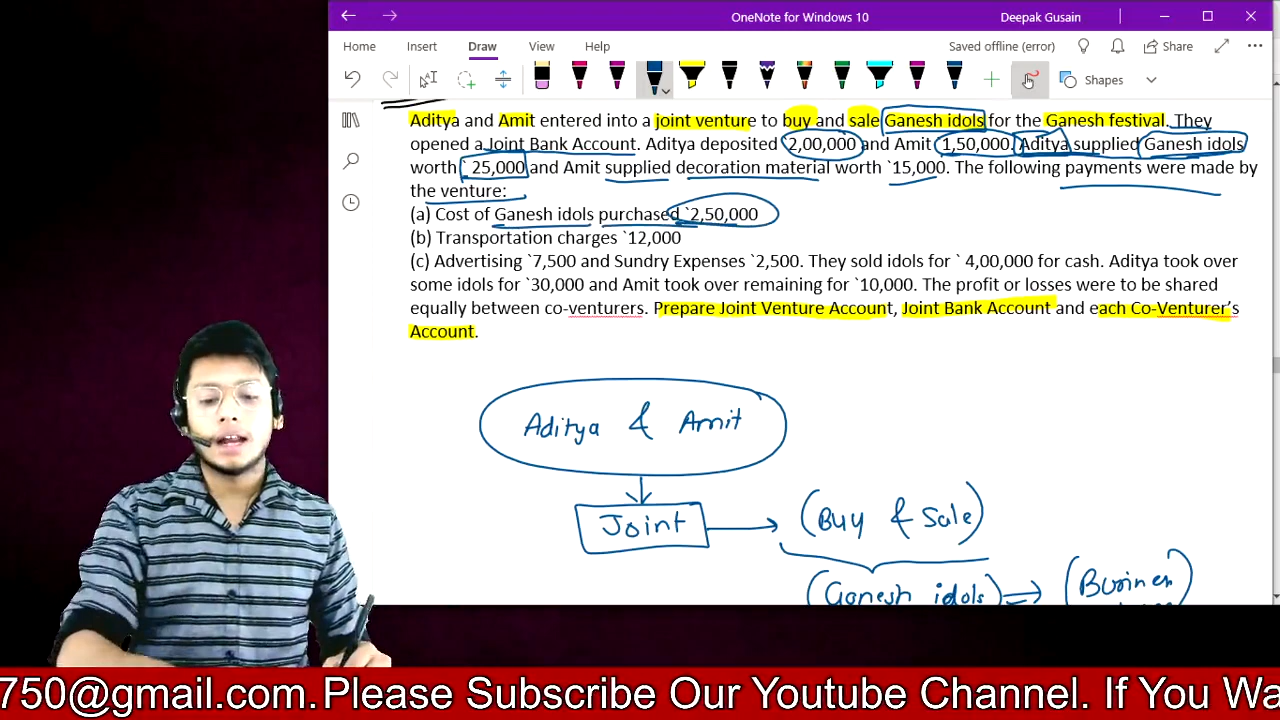 OneNote for Windows 10
Deepak Gusain
Home Insert Draw View Help
Saved offline (error) Share
Shapes
Aditya and Amit entered into a joint venture to buy and sale Ganesh idols for the Ganesh festival. They
opened a Joint Bank Account. Aditya deposited `2,00,000 and Amit `1,50,000. Aditya supplied Ganesh idols
worth ` 25,000 and Amit supplied decoration material worth `15,000. The following payments were made by
the venture:
(a) Cost of Ganesh idols purchased `2,50,000
(b) Transportation charges `12,000
(c) Advertising `7,500 and Sundry Expenses `2,500. They sold idols for ` 4,00,000 for cash. Aditya took over
some idols for `30,000 and Amit took over remaining for `10,000. The profit or losses were to be shared
equally between co-venturers. Prepare Joint Venture Account, Joint Bank Account and each Co-Venturer's
Account.
Aditya & Amit
Joint
(Buy & Sale)
(Ganesh idols)
750@gmail.com. Please Subscribe Our Youtube Channel. If You Wa